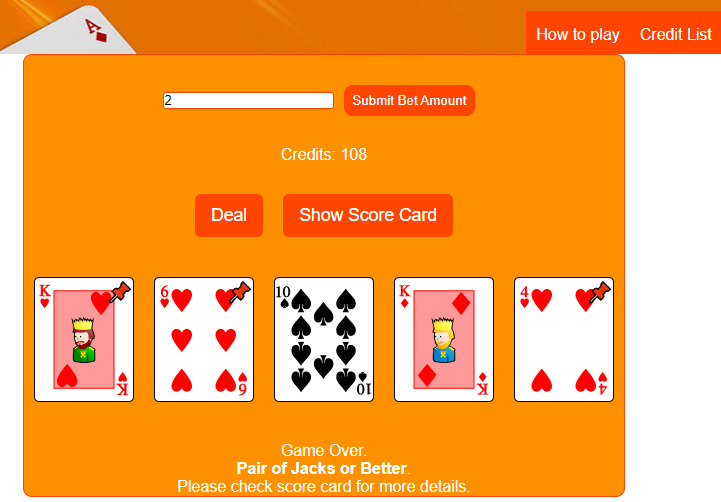 A
How to play Credit List
2 Submit Bet Amount
Credits: 108
Deal Show Score Card
K 6 10 K 4
K 6 10 K 4
Game Over.
Pair of Jacks or Better.
Please check score card for more details.